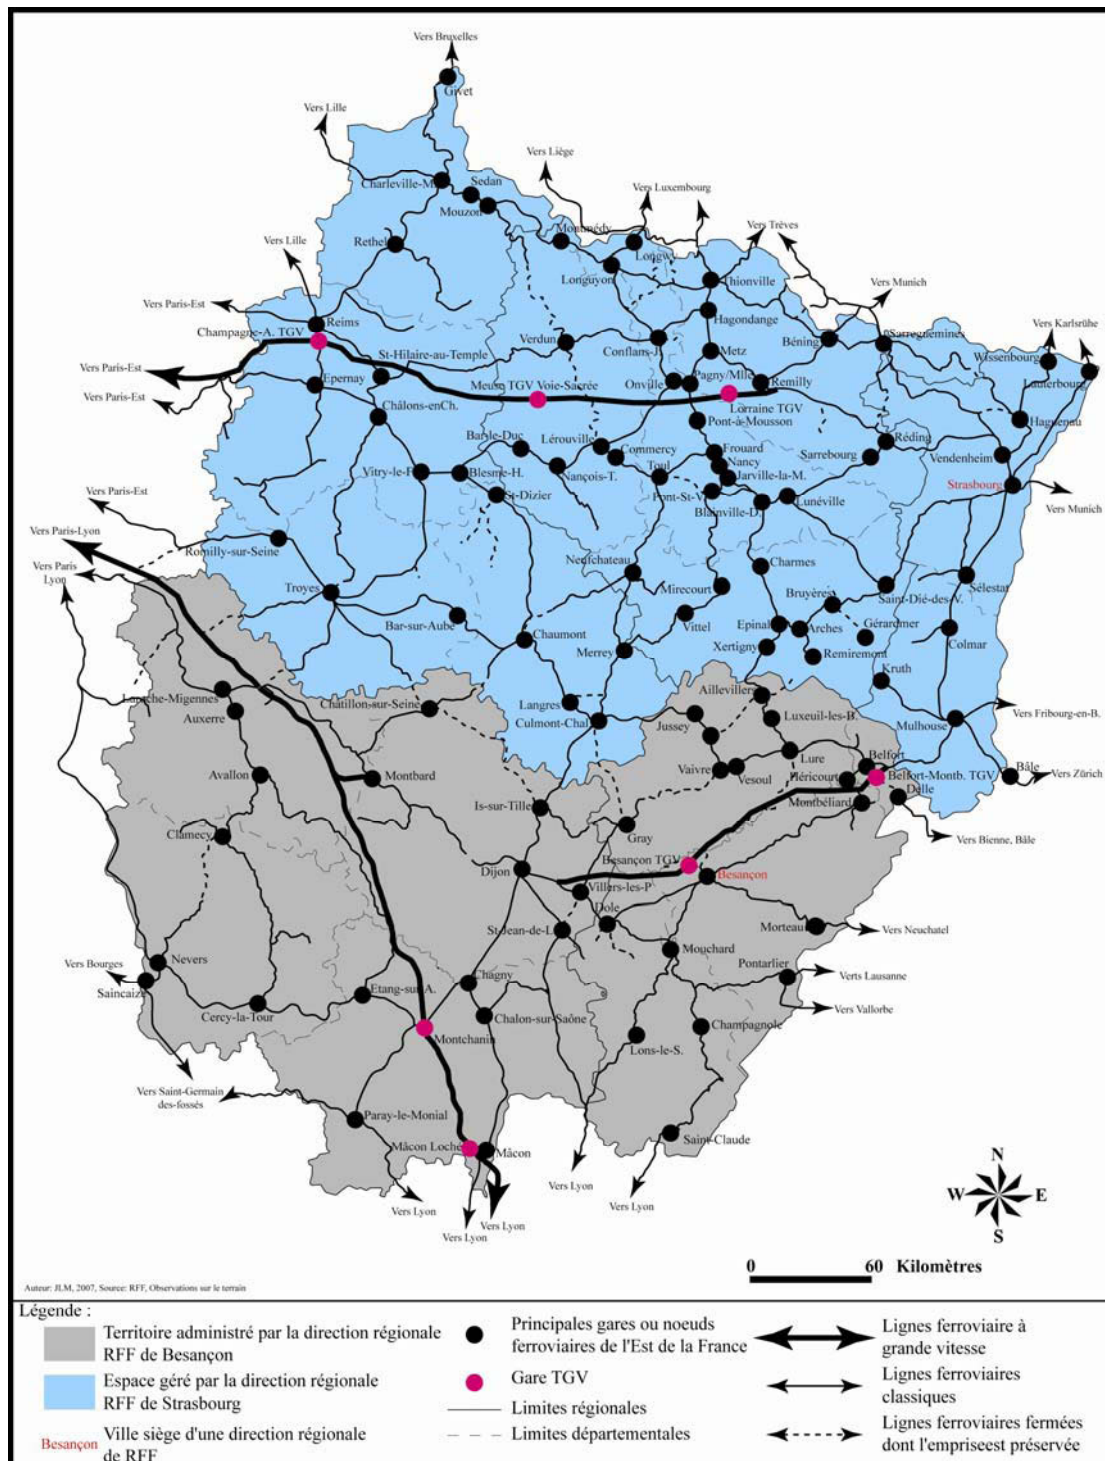 Vers Bruxelles
Givet
Vers Lille
Vers Liège
Charleville-M.
Sedan
Mouzon
Vers Luxembourg
Vers Lille
Rethel
Montmédy
Longwy
Vers Trèves
Longuyon
Thionville
Vers Munich
Vers Paris-Est
Reims
Champagne-A. TGV
Hagondange
Vers Karlsrühe
St-Hilaire-au-Temple
Verdun
Conflans-J.
Metz
Béning
Sarreguemines
Wissenbourg
Lauterbourg
Vers Paris-Est
Epernay
Meuse TGV Voie-Sacrée
Onville
Pagny/Mlle
Remilly
Vers Paris-Est
Châlons-enCh.
Lorraine TGV
Haguenau
Pont-à-Mousson
Bar-le-Duc
Lérouville
Commercy
Frouard
Réding
Vitry-le-F.
Blesme-H.
Nançois-T.
Toul
Nancy
Sarrebourg
Vendenheim
Jarville-la-M.
St-Dizier
Pont-St-V.
Lunéville
Strasbourg
Vers Paris-Est
Blainville-D.
Vers Munich
Vers Paris-Lyon
Romilly-sur-Seine
Neufchateau
Charmes
Vers Paris
Lyon
Troyes
Mirecourt
Bruyères
Saint-Dié-des-V.
Sélestat
Bar-sur-Aube
Vittel
Epinal
Arches
Gérardmer
Chaumont
Merrey
Xertigny
Remiremont
Colmar
Kruth
Laroche-Migennes
Châtillon-sur-Seine
Langres
Aillevillers
Auxerre
Culmont-Chal.
Jussey
Luxeuil-les-B.
Mulhouse
Vers Fribourg-en-B.
Avallon
Montbard
Vaivre
Vesoul
Lure
Belfort
Héricourt
Belfort-Montb. TGV
Bâle
Vers Zürich
Is-sur-Tille
Montbéliard
Delle
Clamecy
Gray
Vers Bienne, Bâle
Dijon
Besançon TGV
Besançon
Villers-les-P
Dole
St-Jean-de-L.
Morteau
Vers Neuchatel
Mouchard
Vers Bourges
Nevers
Pontarlier
Verts Lausanne
Saincaize
Etang-sur A.
Chagny
Cercy-la-Tour
Chalon-sur-Saône
Vers Vallorbe
Montchanin
Lons-le-S.
Champagnole
Vers Saint-Germain
des-fossés
Paray-le-Monial
Saint-Claude
Mâcon Loché
Mâcon
Vers Lyon
Vers Lyon
Vers Lyon
Vers Lyon
Vers Lyon
N
W
E
S
0
60
Kilomètres
Auteur: JLM, 2007, Source: RFF, Observations sur le terrain
Légende :
Territoire administré par la direction régionale
RFF de Besançon
Espace géré par la direction régionale
RFF de Strasbourg
Besançon
Ville siège d'une direction régionale
de RFF
Principales gares ou noeuds
ferroviaires de l'Est de la France
Gare TGV
Limites régionales
Limites départementales
Lignes ferroviaire à
grande vitesse
Lignes ferroviaires
classiques
Lignes ferroviaires fermées
dont l'empriseest préservée